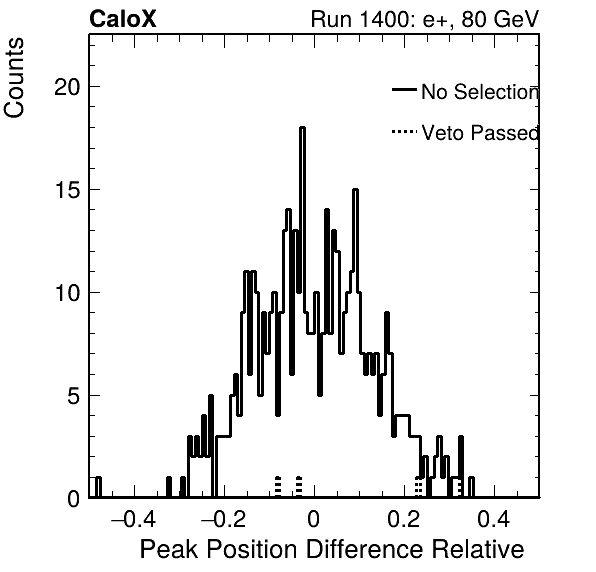 CaloX Run 1400: e+, 80 GeV
Counts
No Selection
Veto Passed
20
15
10
5
0
−0.4 −0.2 0 0.2 0.4
Peak Position Difference Relative